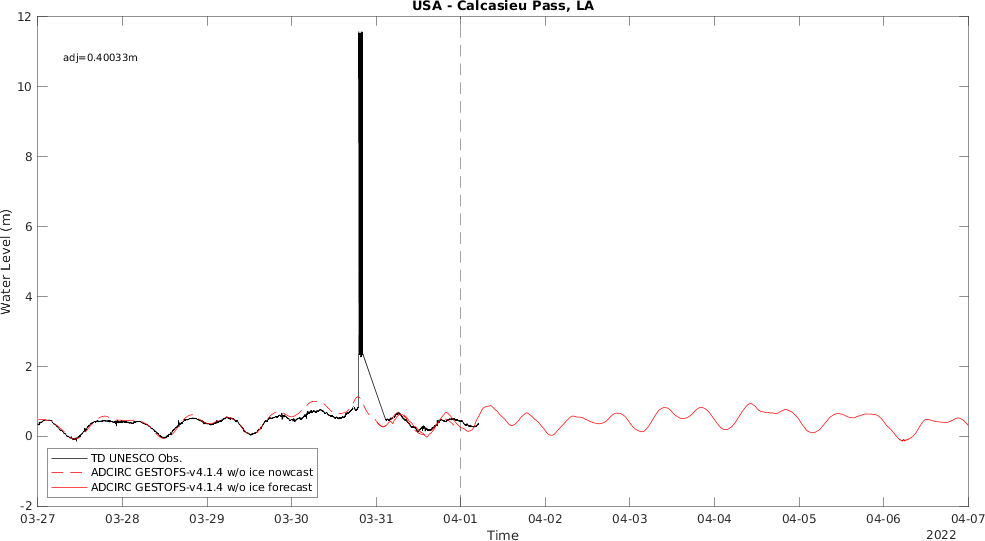 USA - Calcasieu Pass, LA
12
adj=0.40033m
10
8
6
4
2
0
-2
Water Level (m)
TD UNESCO Obs.
ADCIRC GESTOFS-v4.1.4 w/o ice nowcast
ADCIRC GESTOFS-v4.1.4 w/o ice forecast
03-27 03-28 03-29 03-30 03-31 04-01 04-02 04-03 04-04 04-05 04-06 04-07
Time
2022